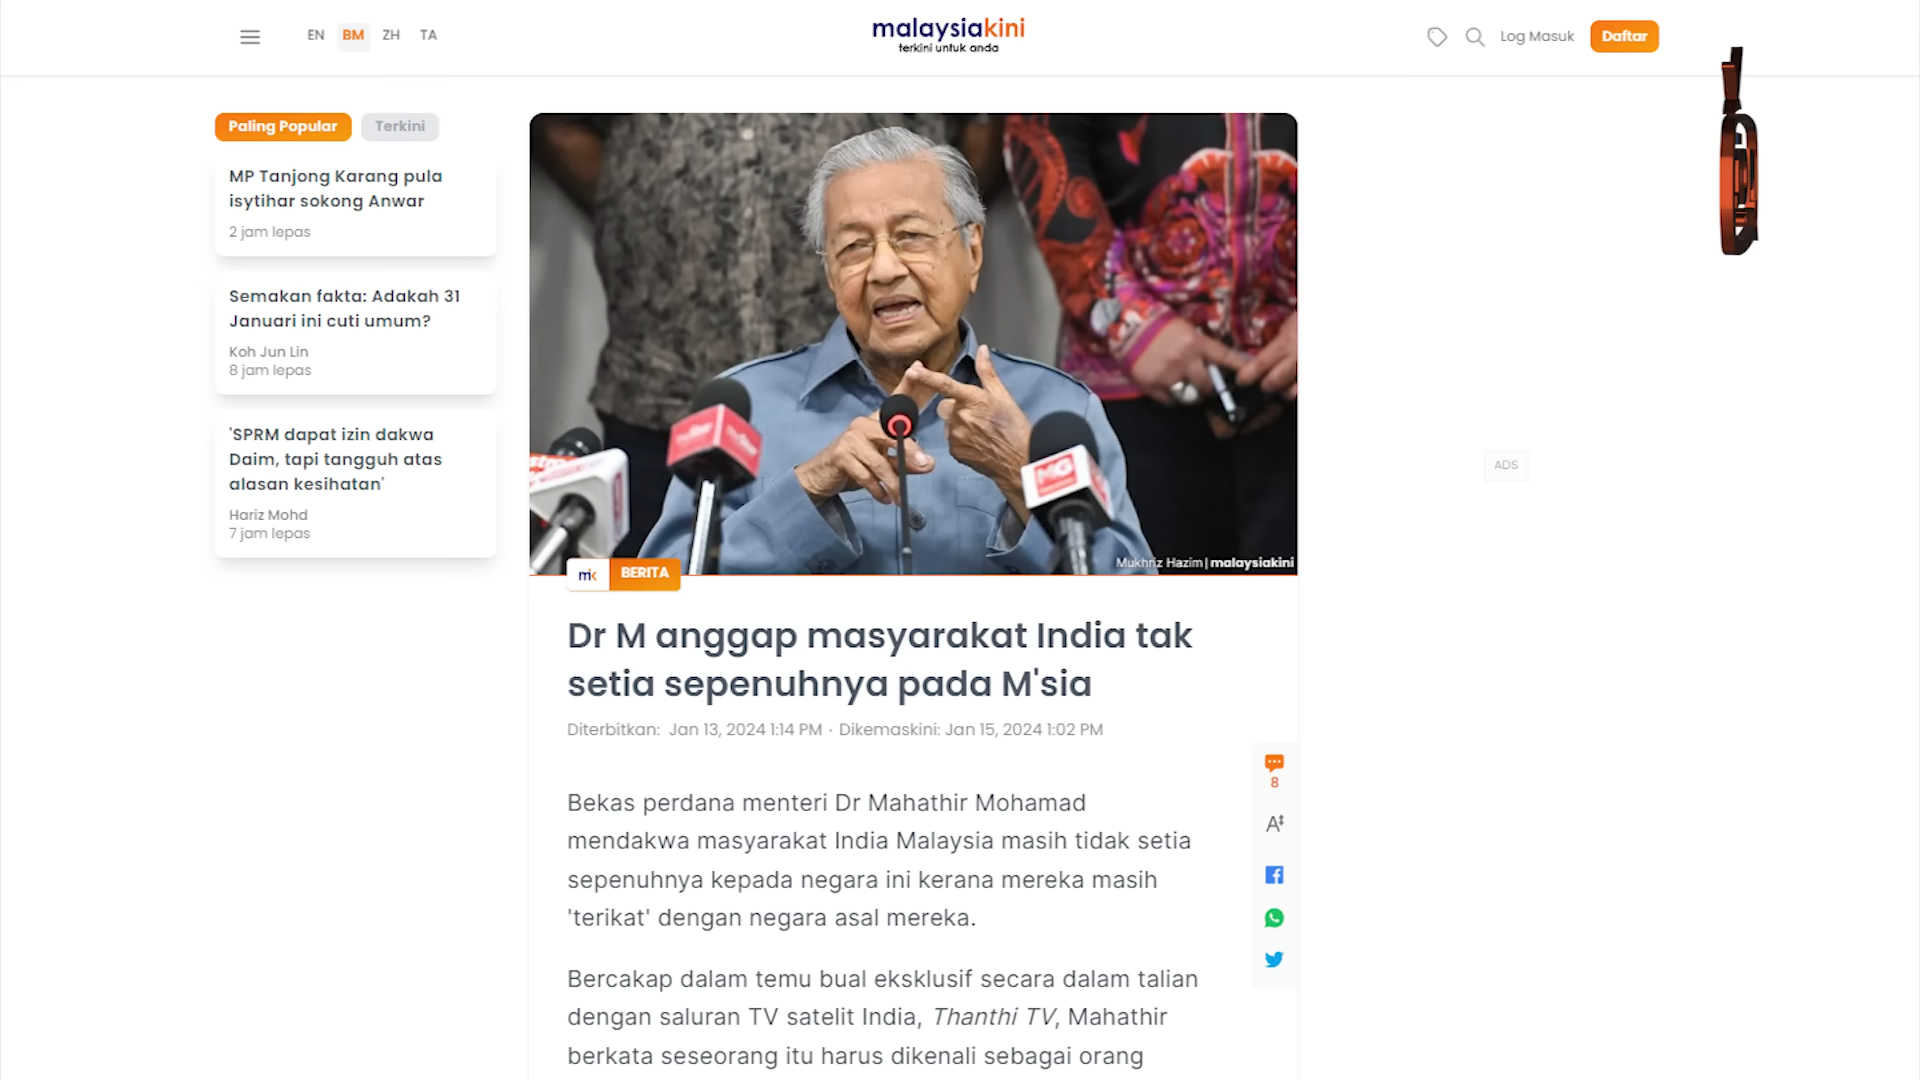 EN BM ZH TA
malaysiakini
terkini untuk anda
Log Masuk
Daftar
Paling Popular
Terkini
MP Tanjong Karang pula
isytihar sokong Anwar
2 jam lepas
Semakan fakta: Adakah 31
Januari ini cuti umum?
Koh Jun Lin
8 jam lepas
'SPRM dapat izin dakwa
Daim, tapi tangguh atas
alasan kesihatan'
Hariz Mohd
7 jam lepas
MG
Mukhriz Hazim | malaysiakini
mk BERITA
Dr M anggap masyarakat India tak
setia sepenuhnya pada M'sia
Diterbitkan: Jan 13, 2024 1:14 PM · Dikemaskini: Jan 15, 2024 1:02 PM
8
Bekas perdana menteri Dr Mahathir Mohamad
mendakwa masyarakat India Malaysia masih tidak setia
sepenuhnya kepada negara ini kerana mereka masih
'terikat' dengan negara asal mereka.
Bercakap dalam temu bual eksklusif secara dalam talian
dengan saluran TV satelit India, Thanthi TV, Mahathir
berkata seseorang itu harus dikenali sebagai orang
ADS